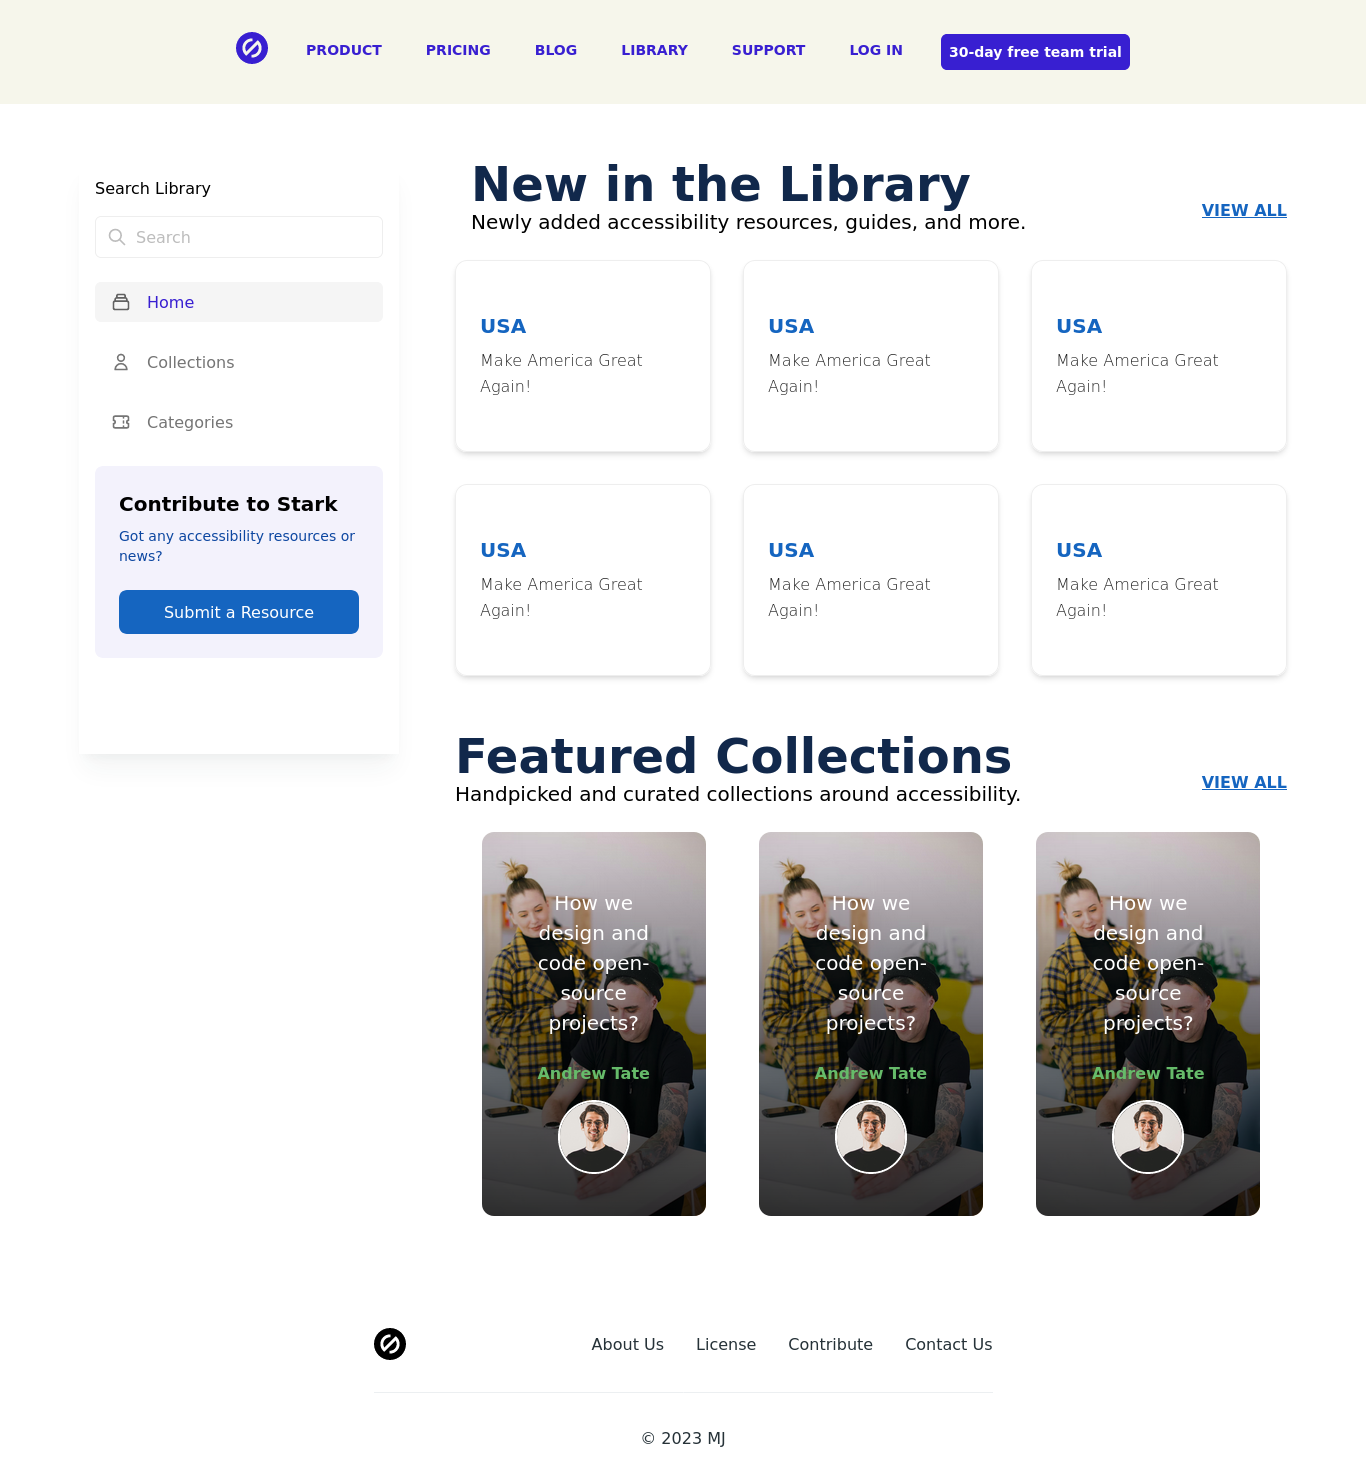 PRODUCT PRICING BLOG LIBRARY SUPPORT LOG IN 30-day free team trial
Search Library
Search
Home
Collections
Categories
Contribute to Stark
Got any accessibility resources or
news?
Submit a Resource
New in the Library
Newly added accessibility resources, guides, and more.
VIEW ALL
USA
Make America Great
Again!
USA
Make America Great
Again!
USA
Make America Great
Again!
USA
Make America Great
Again!
USA
Make America Great
Again!
USA
Make America Great
Again!
Featured Collections
Handpicked and curated collections around accessibility.
VIEW ALL
How we
design and
code open-
source
projects?
Andrew Tate
How we
design and
code open-
source
projects?
Andrew Tate
How we
design and
code open-
source
projects?
Andrew Tate
About Us License Contribute Contact Us
© 2023 MJ